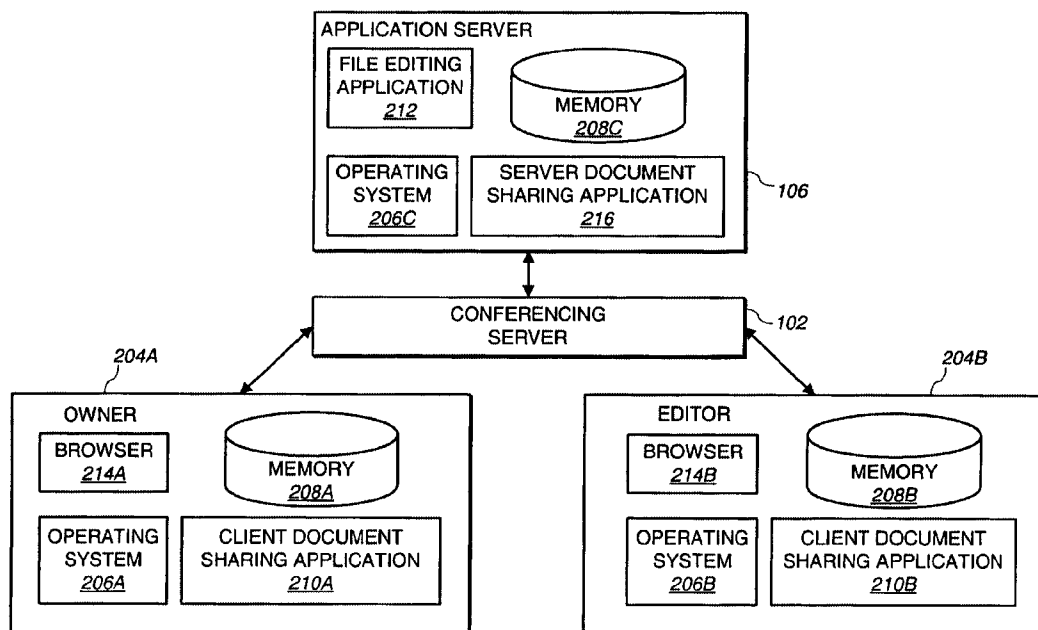 APPLICATION SERVER
FILE EDITING
APPLICATION
212
MEMORY
208C
OPERATING
SYSTEM
206C
SERVER DOCUMENT
SHARING APPLICATION
216
106
CONFERENCING
SERVER
102
204A
OWNER
BROWSER
214A
MEMORY
208A
OPERATING
SYSTEM
206A
CLIENT DOCUMENT
SHARING APPLICATION
210A
204B
EDITOR
BROWSER
214B
MEMORY
208B
OPERATING
SYSTEM
206B
CLIENT DOCUMENT
SHARING APPLICATION
210B